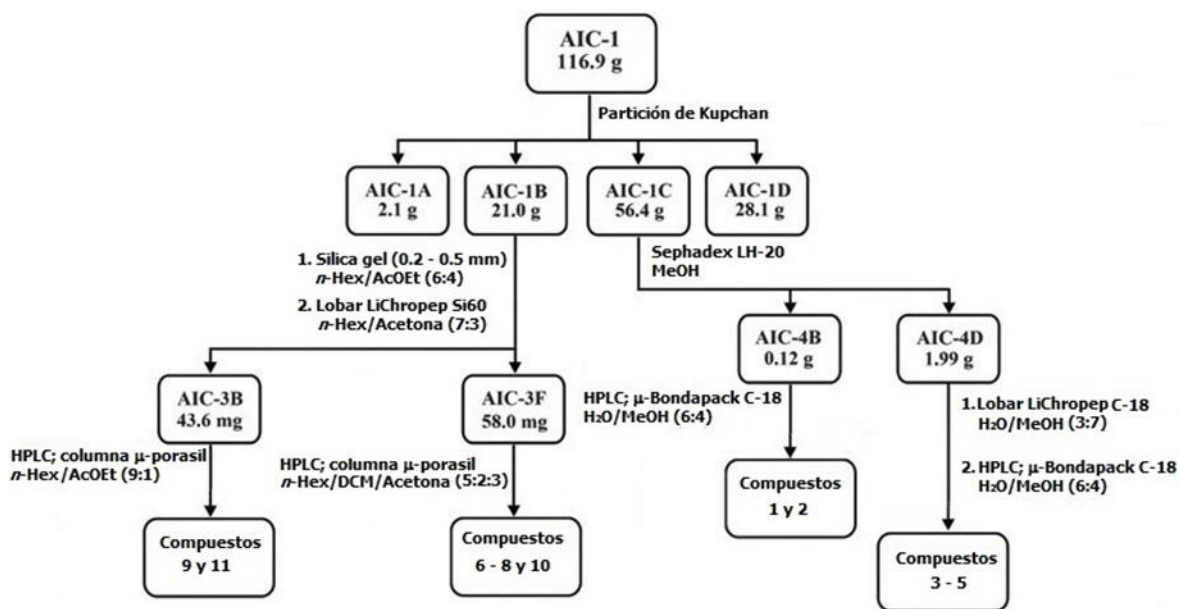 AIC-1
116.9 g
Partición de Kupchan
AIC-1A
2.1 g
AIC-1B
21.0 g
AIC-1C
56.4 g
AIC-1D
28.1 g
1. Silica gel (0.2 - 0.5 mm)
n-Hex/AcOEt (6:4)
2. Lobar LiChropep Si60
n-Hex/Acetona (7:3)
Sephadex LH-20
MeOH
AIC-3B
43.6 mg
AIC-3F
58.0 mg
AIC-4B
0.12 g
AIC-4D
1.99 g
HPLC; columna µ-porasil
n-Hex/AcOEt (9:1)
HPLC; columna µ-porasil
n-Hex/DCM/Acetona (5:2:3)
HPLC; µ-Bondapack C-18
H₂O/MeOH (6:4)
1.Lobar LiChropep C-18
H₂O/MeOH (3:7)
2. HPLC; µ-Bondapack C-18
H₂O/MeOH (6:4)
Compuestos
9 y 11
Compuestos
6 - 8 y 10
Compuestos
1 y 2
Compuestos
3 - 5